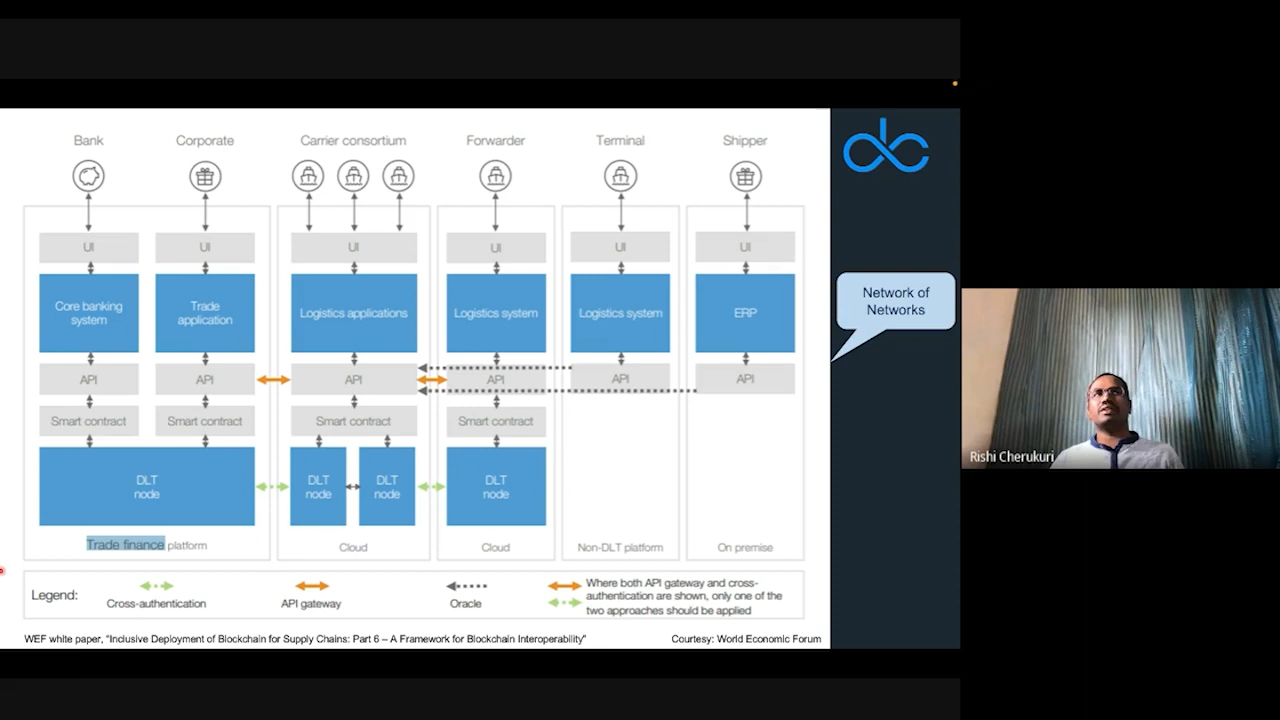 Bank Corporate Carrier consortium Forwarder Terminal Shipper
UI UI UI UI UI UI
Core banking
system
Trade
application
Logistics applications
Logistics system
Logistics system
ERP
API API API API API API
Smart contract Smart contract Smart contract Smart contract
DLT
node
DLT
node
DLT
node
DLT
node
Trade finance platform
Cloud
Cloud
Non-DLT platform
On premise
Legend:
Cross-authentication
API gateway
Oracle
Where both API gateway and cross-
authentication are shown, only one of the
two approaches should be applied
WEF white paper, "Inclusive Deployment of Blockchain for Supply Chains: Part 6 – A Framework for Blockchain Interoperability"
Courtesy: World Economic Forum
Network of
Networks
Rishi Cherukuri